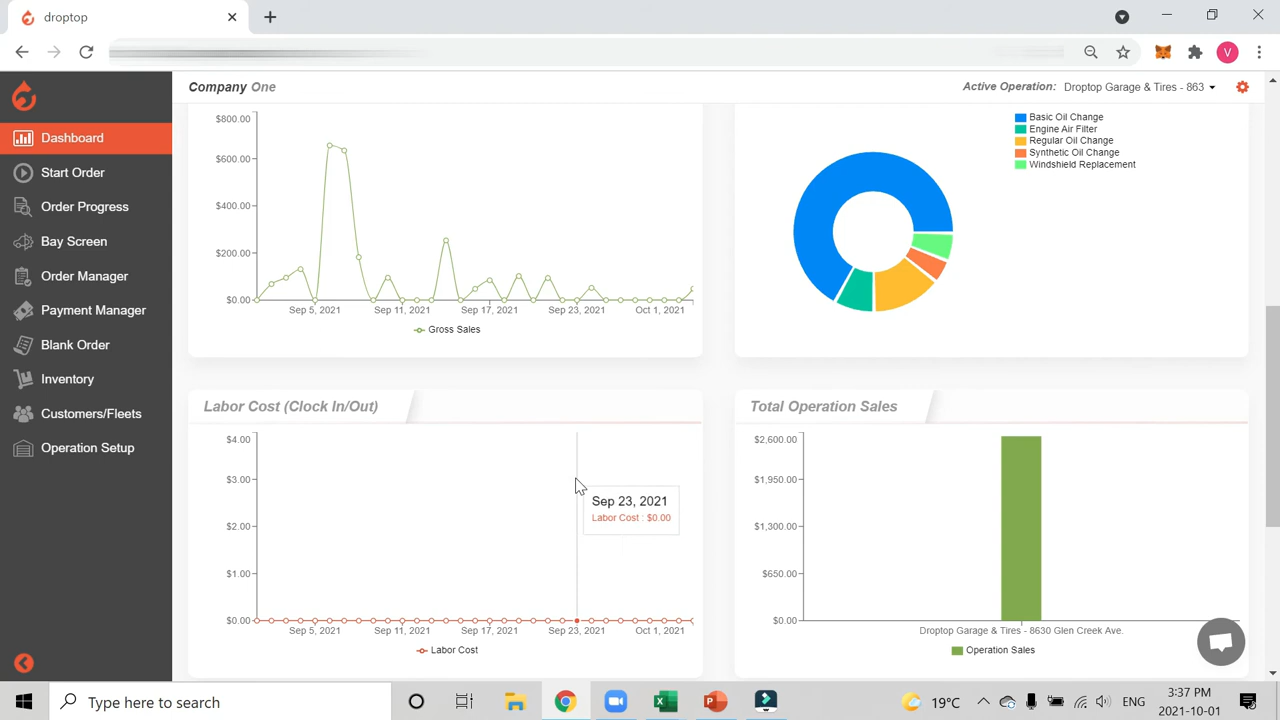 droptop
Company One
Active Operation: Droptop Garage & Tires - 863
Dashboard
Start Order
Order Progress
Bay Screen
Order Manager
Payment Manager
Blank Order
Inventory
Customers/Fleets
Operation Setup
$800.00
$600.00
$400.00
$200.00
$0.00
Sep 5, 2021 Sep 11, 2021 Sep 17, 2021 Sep 23, 2021 Oct 1, 2021
Gross Sales
Basic Oil Change
Engine Air Filter
Regular Oil Change
Synthetic Oil Change
Windshield Replacement
Labor Cost (Clock In/Out)
$4.00
$3.00
$2.00
$1.00
$0.00
Sep 23, 2021
Labor Cost : $0.00
Sep 5, 2021 Sep 11, 2021 Sep 17, 2021 Sep 23, 2021 Oct 1, 2021
Labor Cost
Total Operation Sales
$2,600.00
$1,950.00
$1,300.00
$650.00
$0.00
Droptop Garage & Tires - 8630 Glen Creek Ave.
Operation Sales
Type here to search
19°C
ENG
3:37 PM
2021-10-01
V